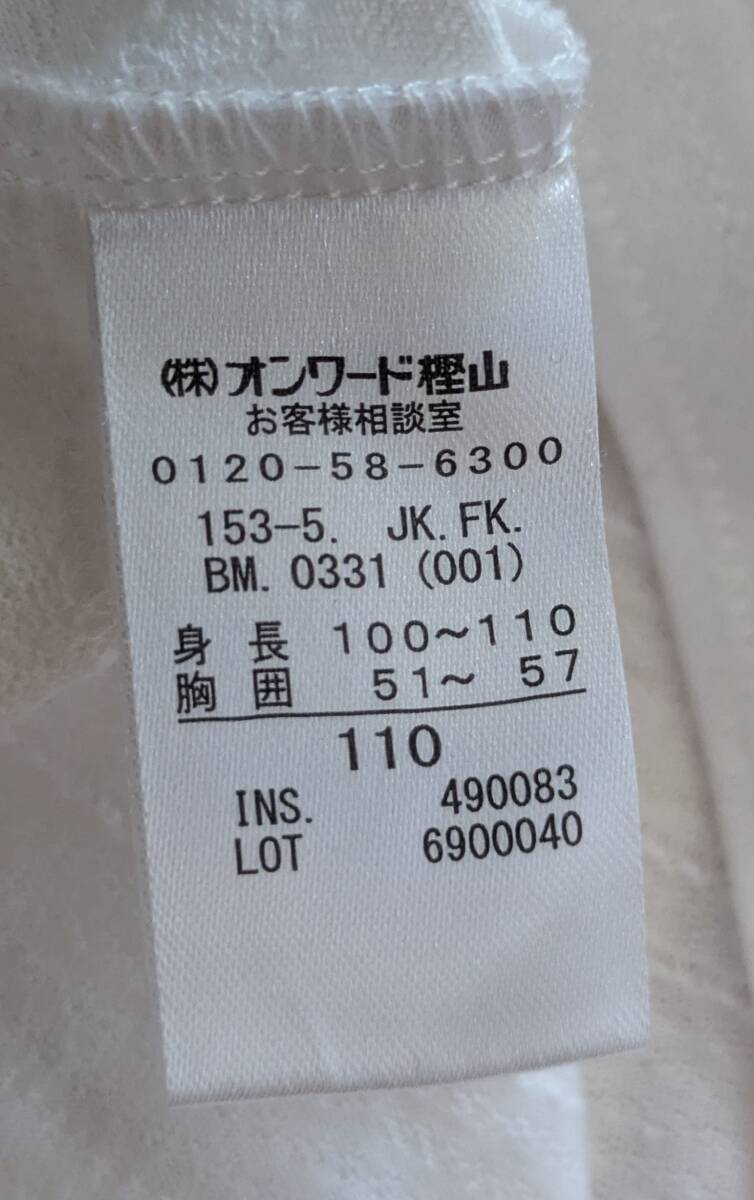 (株)オンワード樫山
お客様相談室
0120-58-6300
153-5. JK.FK.
BM. 0331 (001)
身 長 100~110
胸 囲 51~ 57
110
INS. 490083
LOT 6900040